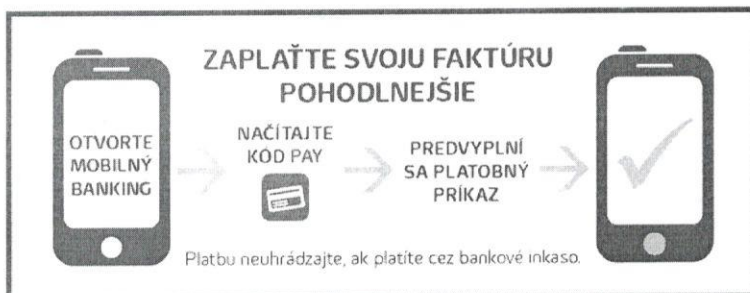 ZAPLAŤTE SVOJU FAKTÚRU
POHODLNEJŠIE
OTVORTE
MOBILNÝ
BANKING
NAČÍTAJTE
KÓD PAY
PREDVYPLNÍ
SA PLATOBNÝ
PRÍKAZ
Platbu neuhrádzajte, ak platíte cez bankové inkaso.